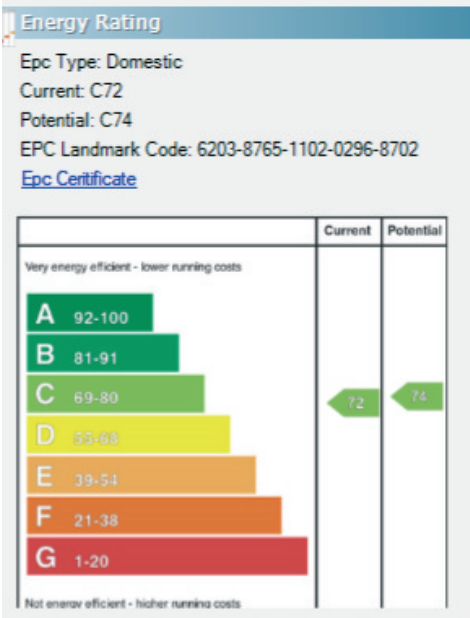 Energy Rating
Epc Type: Domestic
Current: C72
Potential: C74
EPC Landmark Code: 6203-8765-1102-0296-8702
Epc Certificate
Current Potential
Very energy efficient - lower running costs
A 92-100
B 81-91
C 69-80
72 74
D 55-68
E 39-54
F 21-38
G 1-20
Not energy efficient - higher running costs